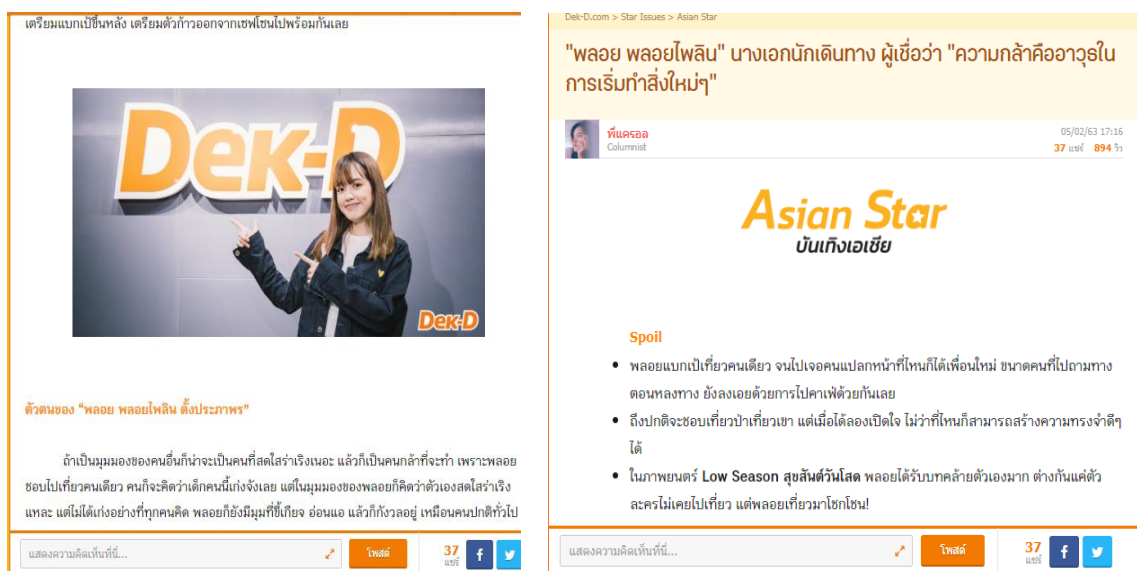 เตรียมแบกเป้ขึ้นหลัง เตรียมตัวก้าวออกจากเซฟโซนไปพร้อมกันเลย
Dek-D
Dek-D
ตัวตนของ "พลอย พลอยไพลิน ตั้งประภาพร"
ถ้าเป็นมุมมองของคนอื่นก็น่าจะเป็นคนที่สดใสร่าเริงเนอะ แล้วก็เป็นคนกล้าที่จะทำ เพราะพลอย
ชอบไปเที่ยวคนเดียว คนก็จะคิดว่าเด็กคนนี้เก่งจังเลย แต่ในมุมมองของพลอยก็คิดว่าตัวเองสดใสร่าเริง
แหละ แต่ไม่ได้เก่งอย่างที่ทุกคนคิด พลอยก็ยังมีมุมที่ขี้เกียจ อ่อนแอ แล้วก็กังวลอยู่ เหมือนคนปกติทั่วไป
แสดงความคิดเห็นที่นี่...
โพสต์
37
แชร์
Dek-D.com > Star Issues > Asian Star
"พลอย พลอยไพลิน" นางเอกนักเดินทาง ผู้เชื่อว่า "ความกล้าคืออาวุธใน
การเริ่มทำสิ่งใหม่ๆ"
พี่แครอล
Columnist
05/02/63 17:16
37 แชร์ 894 วิว
Asian Star
บันเทิงเอเชีย
Spoil
พลอยแบกเป้เที่ยวคนเดียว จนไปเจอคนแปลกหน้าที่ไหนก็ได้เพื่อนใหม่ ขนาดคนที่ไปถามทาง
ตอนหลงทาง ยังลงเอยด้วยการไปคาเฟ่ด้วยกันเลย
ถึงปกติจะชอบเที่ยวป่าเที่ยวเขา แต่เมื่อได้ลองเปิดใจ ไม่ว่าที่ไหนก็สามารถสร้างความทรงจำดีๆ
ได้
ในภาพยนตร์ Low Season สุขสันต์วันโสด พลอยได้รับบทคล้ายตัวเองมาก ต่างกันแค่ตัว
ละครไม่เคยไปเที่ยว แต่พลอยเที่ยวมาโชกโชน!
แสดงความคิดเห็นที่นี่...
โพสต์
37
แชร์